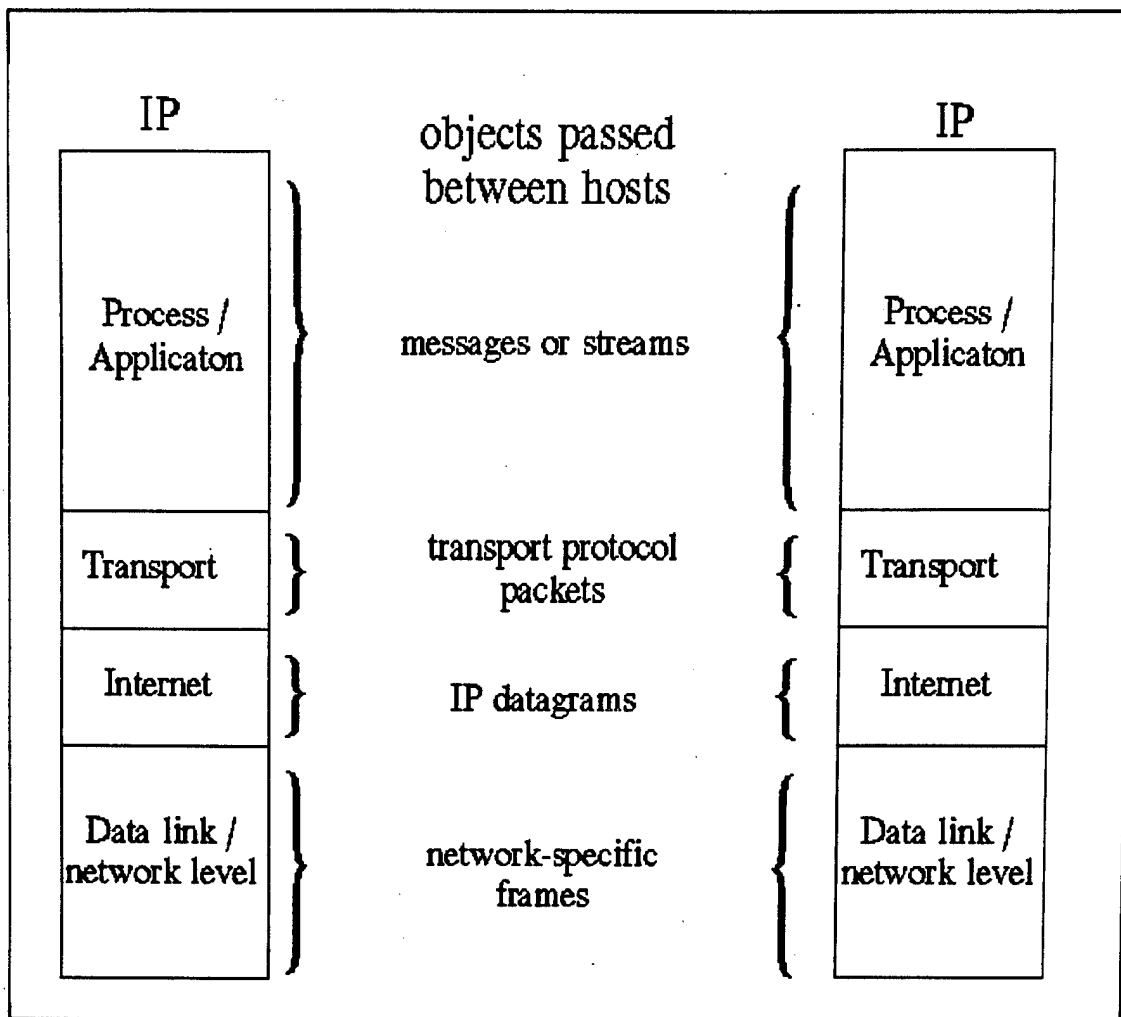 IP
objects passed
between hosts
IP
Process /
Applicaton
messages or streams
Process /
Applicaton
Transport
transport protocol
packets
Transport
Internet
IP datagrams
Internet
Data link /
network level
network-specific
frames
Data link /
network level